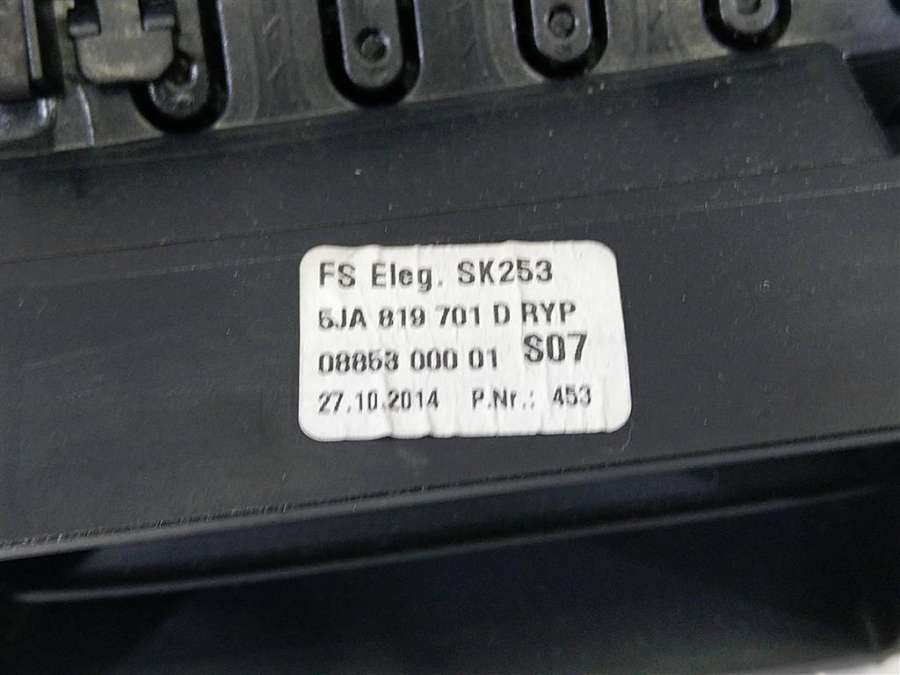 FS Eleg. SK253
5JA 819 701 D RYP
08853 000 01 S07
27.10.2014 P.Nr.: 453